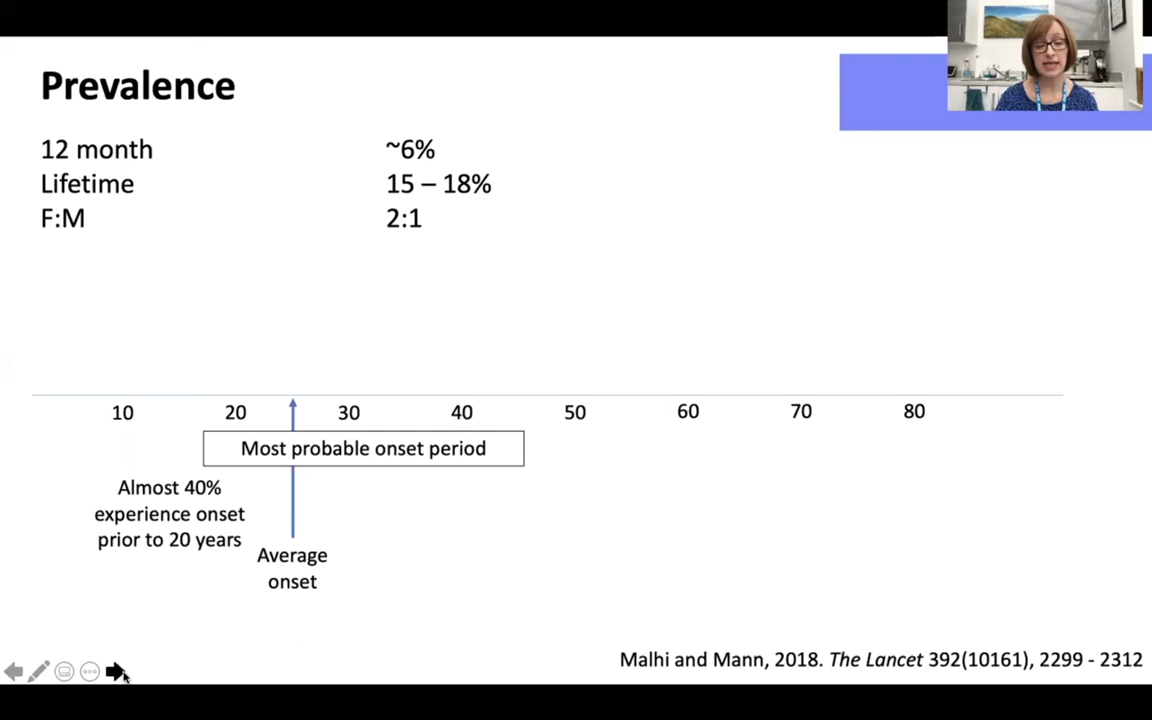 Prevalence
12 month ~6%
Lifetime 15 – 18%
F:M 2:1
10 20 30 40 50 60 70 80
Most probable onset period
Almost 40%
experience onset
prior to 20 years
Average
onset
Malhi and Mann, 2018. The Lancet 392(10161), 2299 - 2312